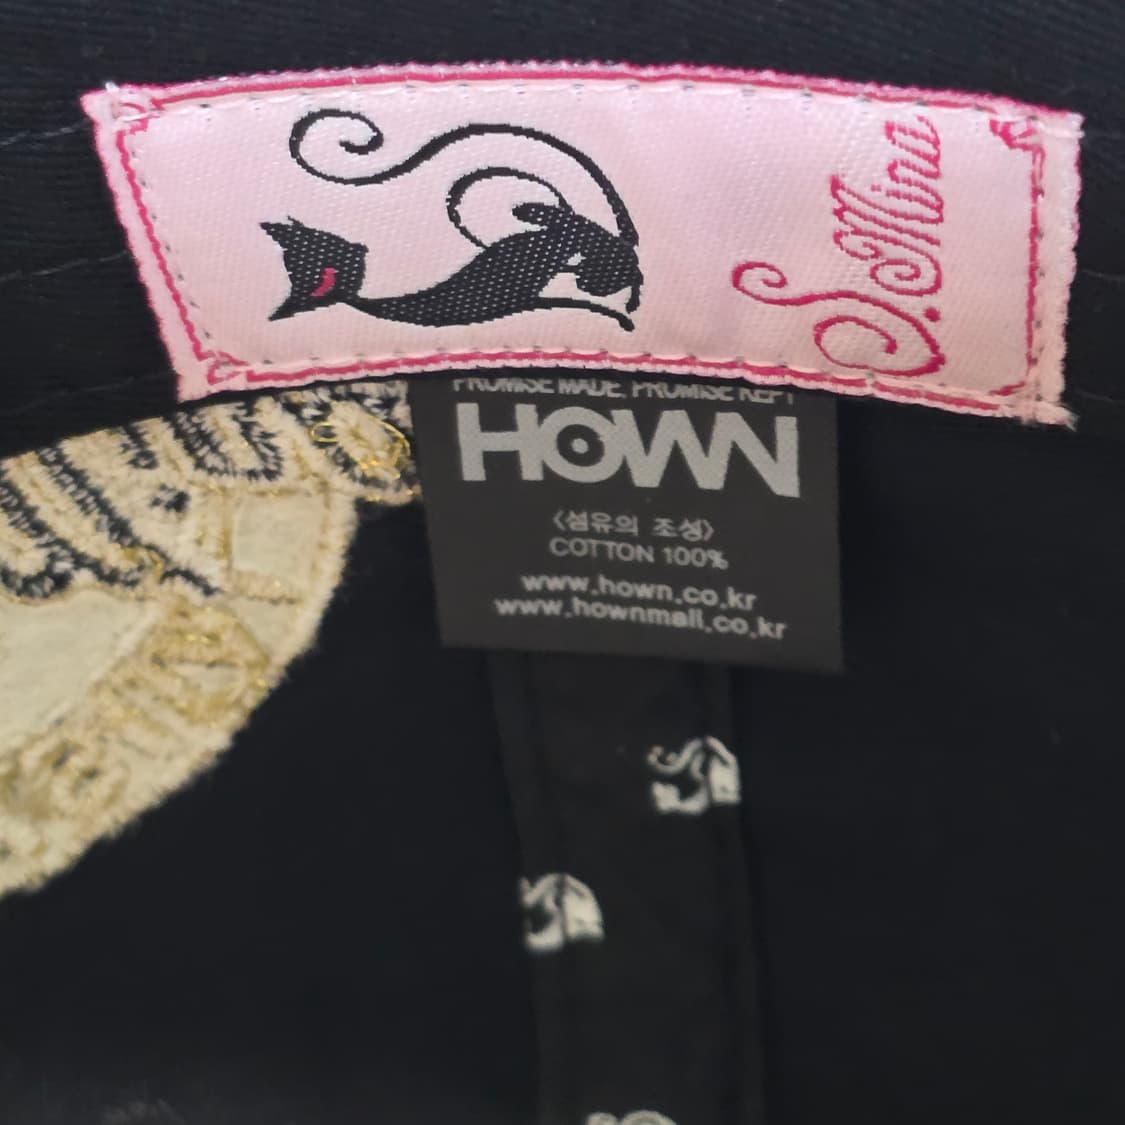 S.Mina
PROMISE MADE, PROMISE KEPT
HOWN
<섬유의 조성>
COTTON 100%
www.hown.co.kr
www.hownmall.co.kr